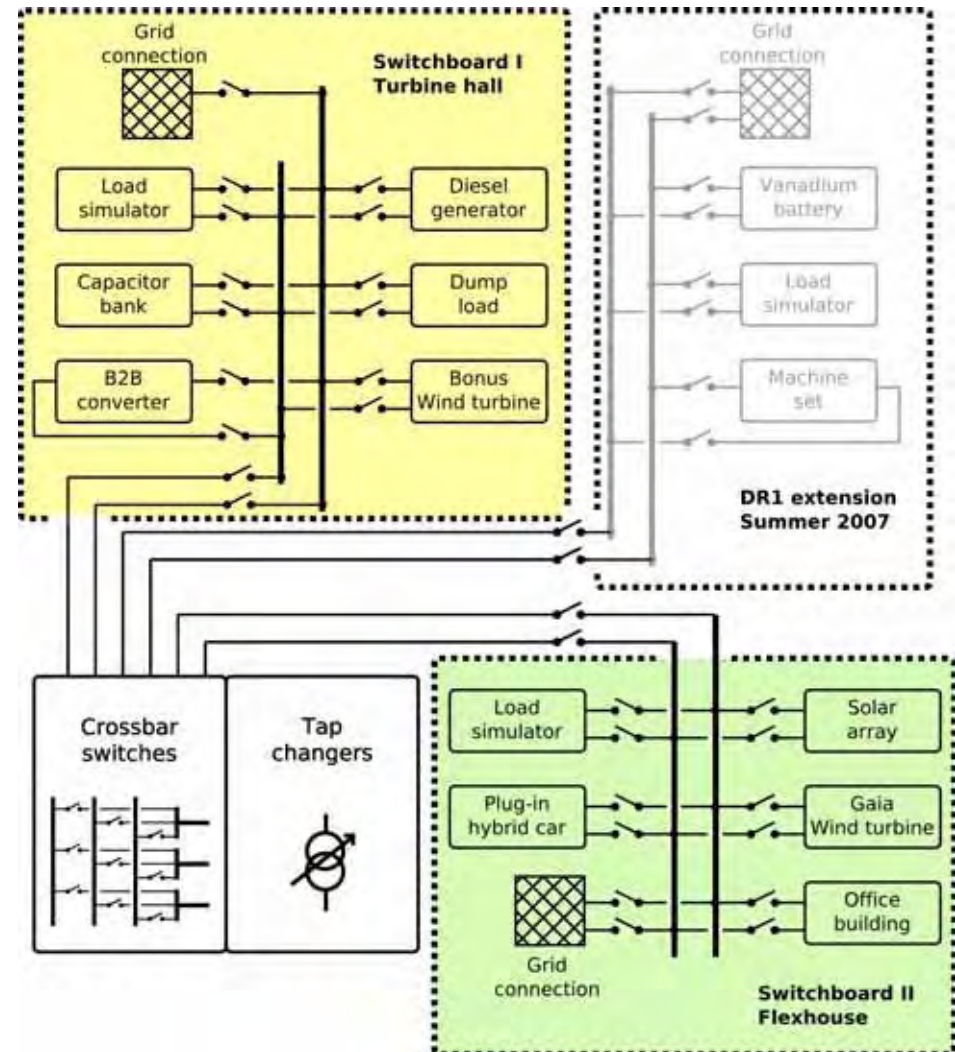 Grid
connection
Switchboard I
Turbine hall
Load
simulator
Diesel
generator
Capacitor
bank
Dump
load
B2B
converter
Bonus
Wind turbine
Grid
connection
Vanadium
battery
Load
simulator
Machine
set
DR1 extension
Summer 2007
Crossbar
switches
Tap
changers
Load
simulator
Solar
array
Plug-in
hybrid car
Gaia
Wind turbine
Office
building
Grid
connection
Switchboard II
Flexhouse